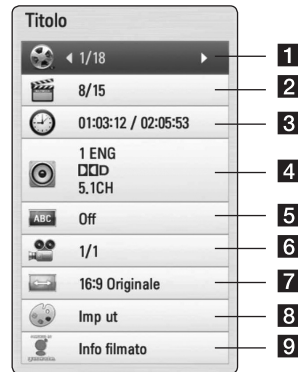 Titolo
1/18
1
8/15
2
01:03:12 / 02:05:53
3
1 ENG
D
5.1CH
4
ABC
Off
5
1/1
6
16:9 Originale
7
Imp ut
8
Info filmato
9